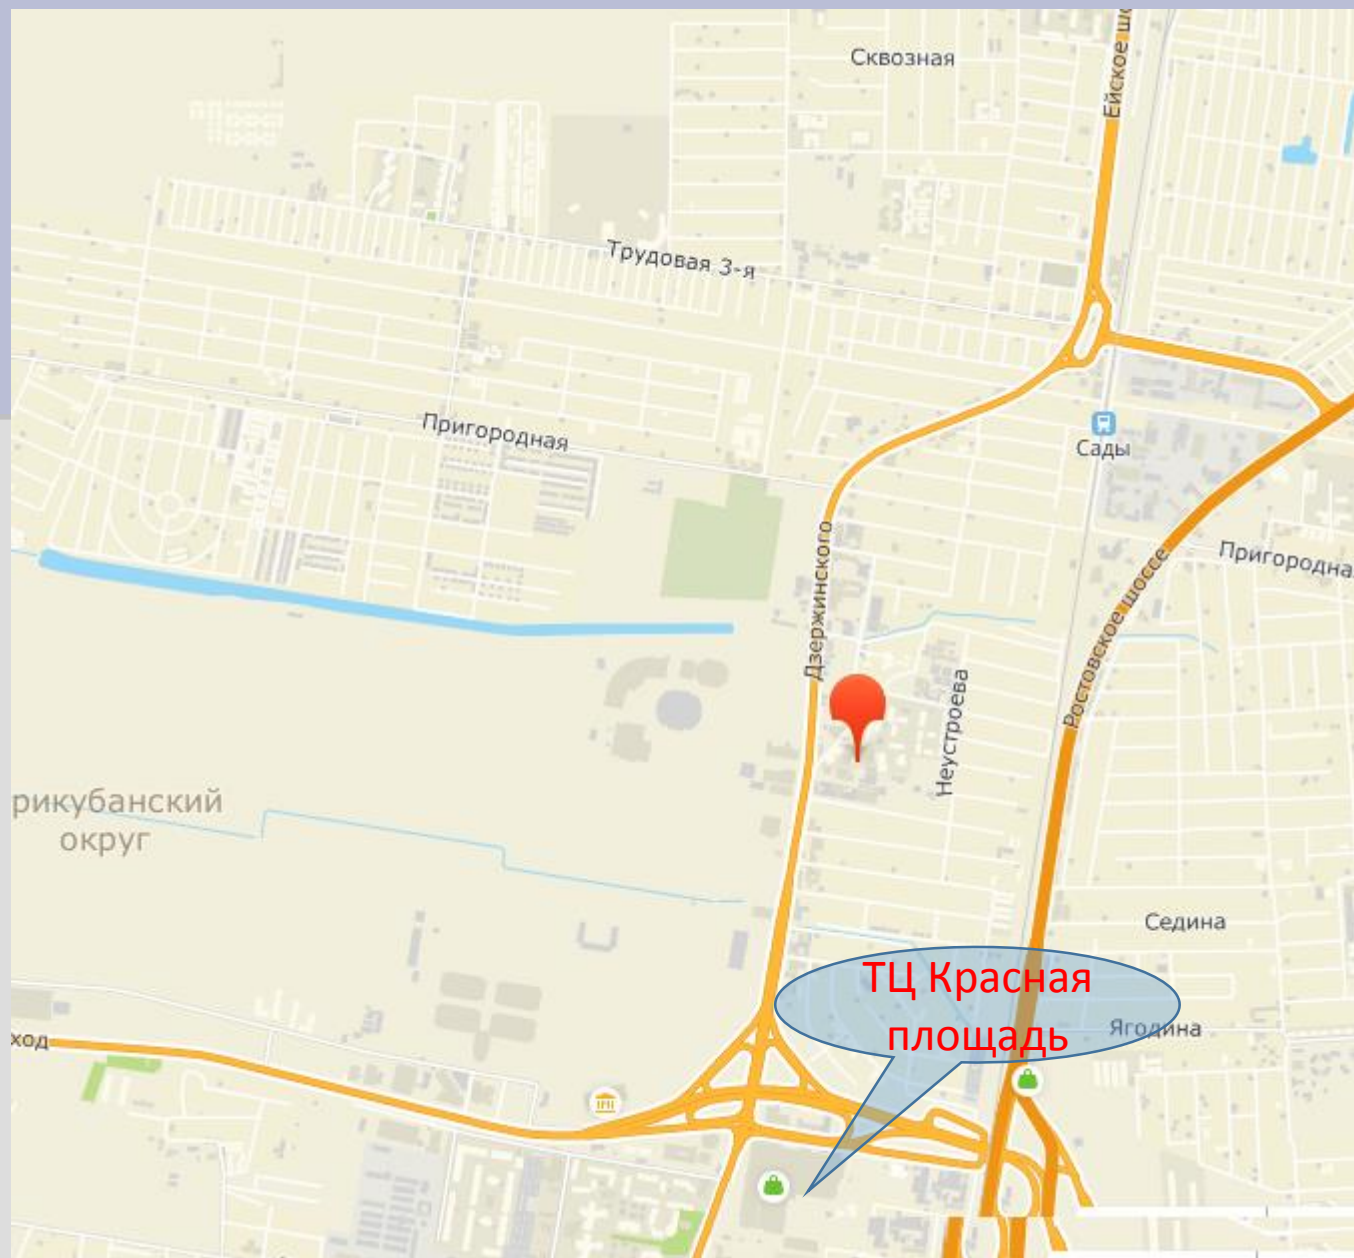 Сквозная
Ейское шо
Трудовая 3-я
Пригородная
Сады
Дзержинского
Ростовское шоссе
Пригородна
Неустроева
рикубанский
округ
Седина
ТЦ Красная
площадь
Ягодина
ход